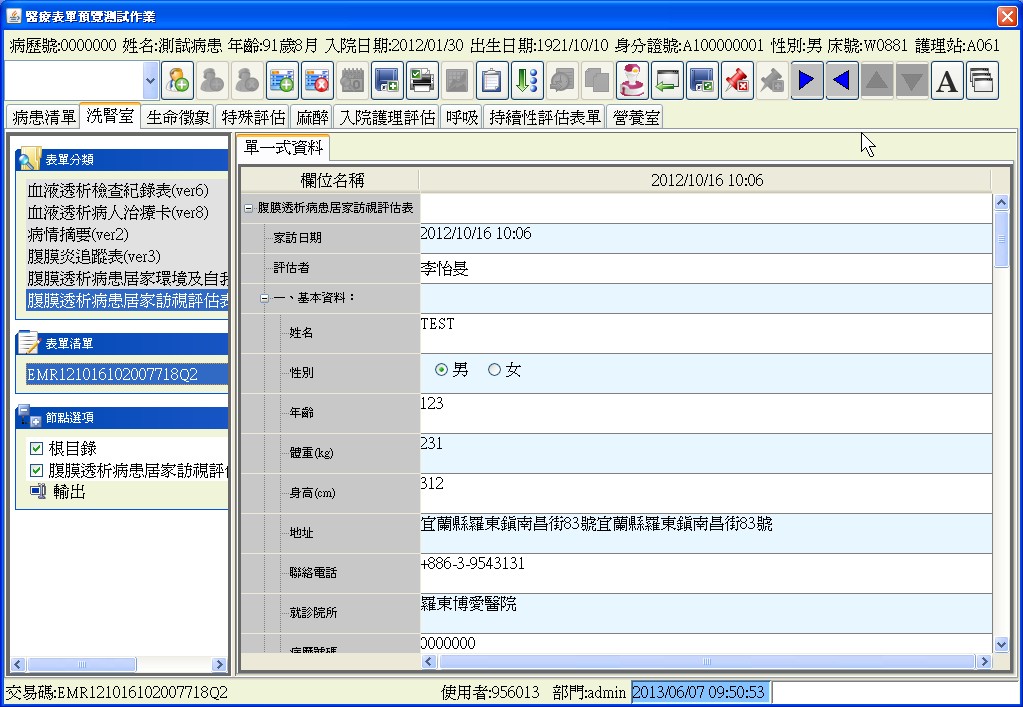 醫療表單預覽測試作業
病歷號:0000000 姓名:測試病患 年齡:91歲8月 入院日期:2012/01/30 出生日期:1921/10/10 身分證號:A100000001 性別:男 床號:W0881 護理站:A061
A
病患清單 洗腎室 生命徵象 特殊評估 麻醉 入院護理評估 呼吸 持續性評估表單 營養室
表單分類
血液透析檢查紀錄表(ver6)
血液透析病人治療卡(ver8)
病情摘要(ver2)
腹膜炎追蹤表(ver3)
腹膜透析病患居家環境及自我
腹膜透析病患居家訪視評估表
表單清單
EMR121016102007718Q2
節點選項
根目錄
腹膜透析病患居家訪視評估
輸出
單一式資料
欄位名稱 2012/10/16 10:06
腹膜透析病患居家訪視評估表
家訪日期 2012/10/16 10:06
評估者 李怡旻
一、基本資料：
姓名 TEST
性別 男 女
年齡 123
體重(kg) 231
身高(cm) 312
地址 宜蘭縣羅東鎮南昌街83號宜蘭縣羅東鎮南昌街83號
聯絡電話 +886-3-9543131
就診院所 羅東博愛醫院
病歷號碼 0000000
交易碼:EMR121016102007718Q2 使用者:956013 部門:admin 2013/06/07 09:50:53